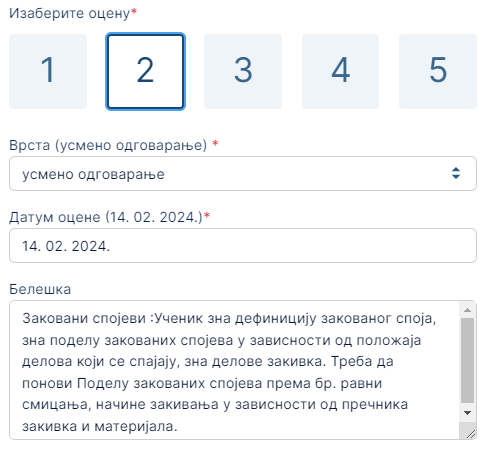 Изаберите оцену*
1 2 3 4 5
Врста (усмено одговарање) *
усмено одговарање
Датум оцене (14. 02. 2024.)*
14. 02. 2024.
Белешка
Заковани спојеви :Ученик зна дефиницију закованог споја,
зна поделу закованих спојева у зависности од положаја
делова који се спајају, зна делове закивка. Треба да
понови Поделу закованих спојева према бр. равни
смицања, начине закивања у зависности од пречника
закивка и материјала.